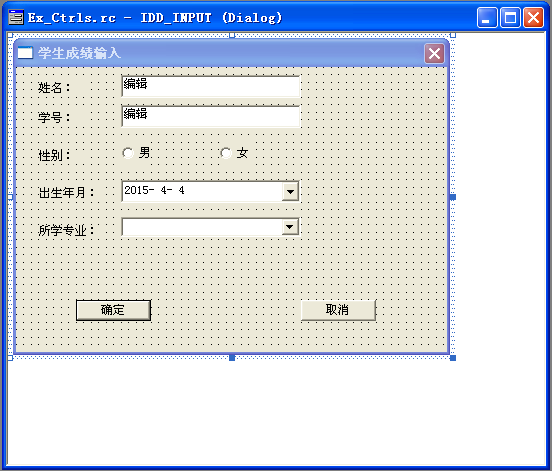 Ex_Ctrls.rc - IDD_INPUT (Dialog)
学生成绩输入
姓名： 编辑
学号： 编辑
性别： 男 女
出生年月： 2015- 4- 4
所学专业：
确定 取消